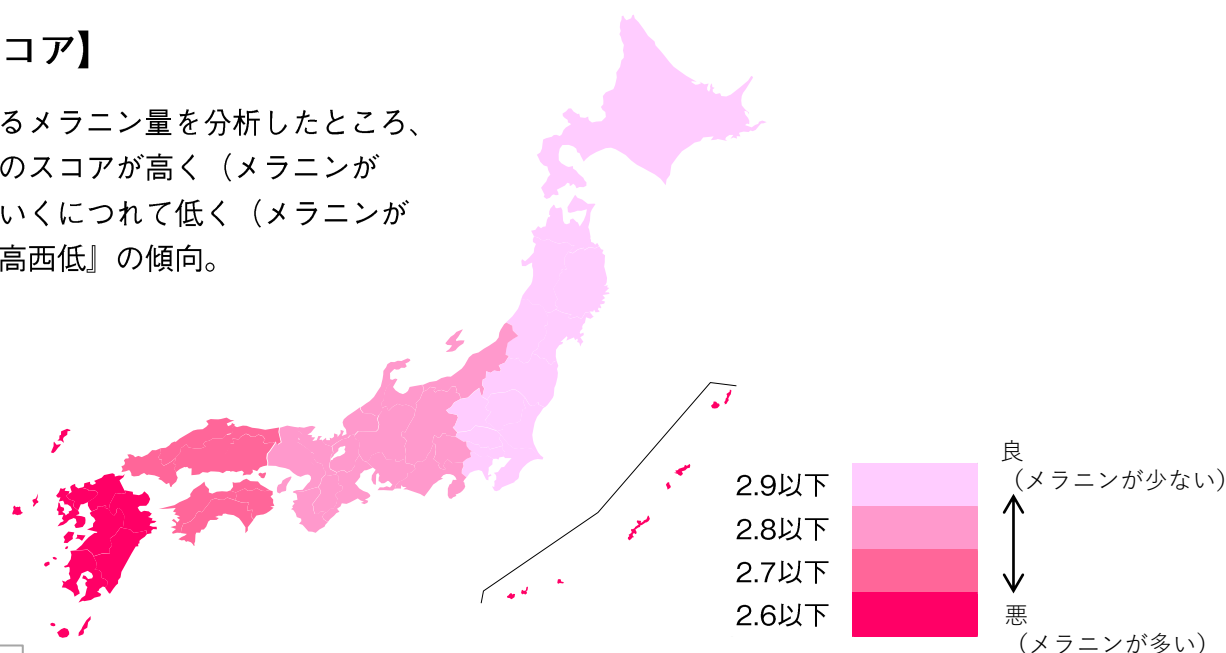 コア】
るメラニン量を分析したところ、
のスコアが高く（メラニンが
いくにつれて低く（メラニンが
高西低』の傾向。
良
（メラニンが少ない）
2.9以下
2.8以下
2.7以下
2.6以下
悪
（メラニンが多い）